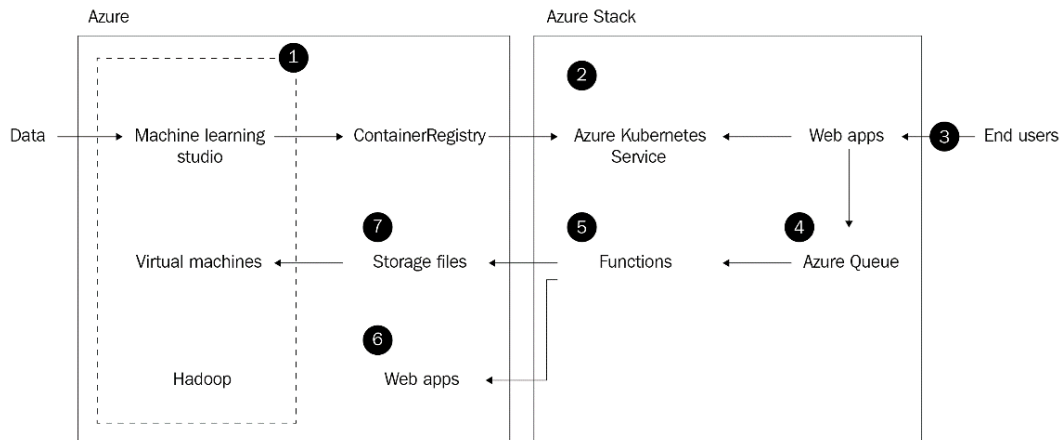 Azure
Azure Stack
1
2
Data
Machine learning
studio
ContainerRegistry
Azure Kubernetes
Service
Web apps
3
End users
7
5
4
Virtual machines
Storage files
Functions
Azure Queue
6
Hadoop
Web apps